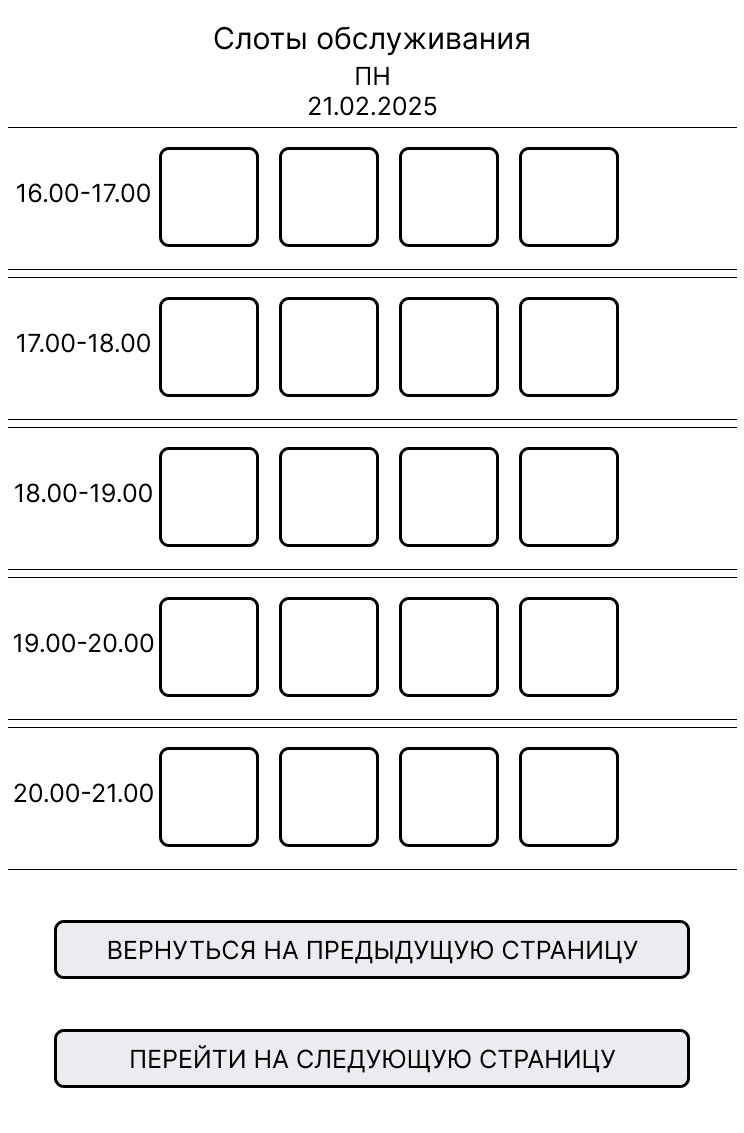 Слоты обслуживания
ПН
21.02.2025
16.00-17.00
17.00-18.00
18.00-19.00
19.00-20.00
20.00-21.00
ВЕРНУТЬСЯ НА ПРЕДЫДУЩУЮ СТРАНИЦУ
ПЕРЕЙТИ НА СЛЕДУЮЩУЮ СТРАНИЦУ